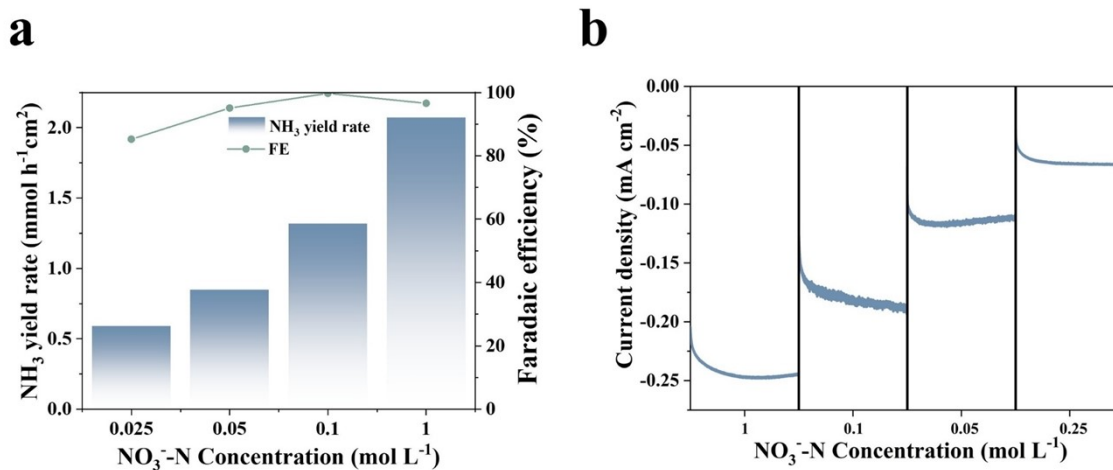 a
NH₃ yield rate (mmol h⁻¹cm²)
2.0
1.5
1.0
0.5
0.0
NH₃ yield rate
FE
100
80
60
40
20
0
Faradaic efficiency (%)
0.025 0.05 0.1 1
NO₃⁻-N Concentration (mol L⁻¹)
b
Current density (mA cm⁻²)
0.00
-0.05
-0.10
-0.15
-0.20
-0.25
1 0.1 0.05 0.25
NO₃⁻-N Concentration (mol L⁻¹)